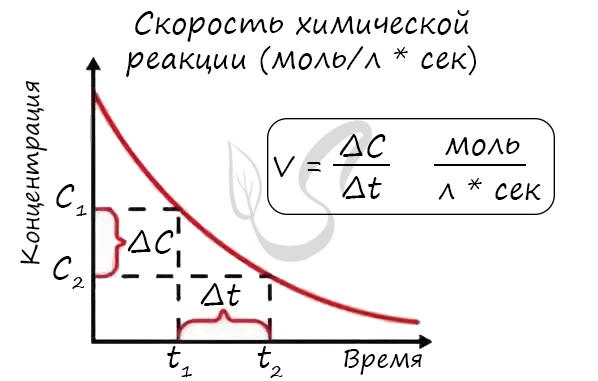 Скорость химической
реакции (моль/л * сек)
Концентрация
V = ΔC/Δt моль/л * сек
C₁
ΔC
C₂
Δt
t₁ t₂ Время